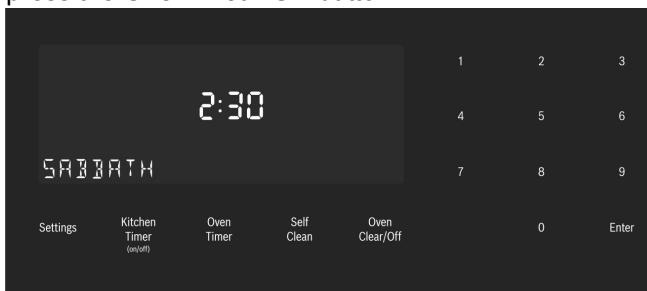 2:30
SABBATH
1 2 3
4 5 6
7 8 9
0 Enter
Settings
Kitchen
Timer
(on/off)
Oven
Timer
Self
Clean
Oven
Clear/Off